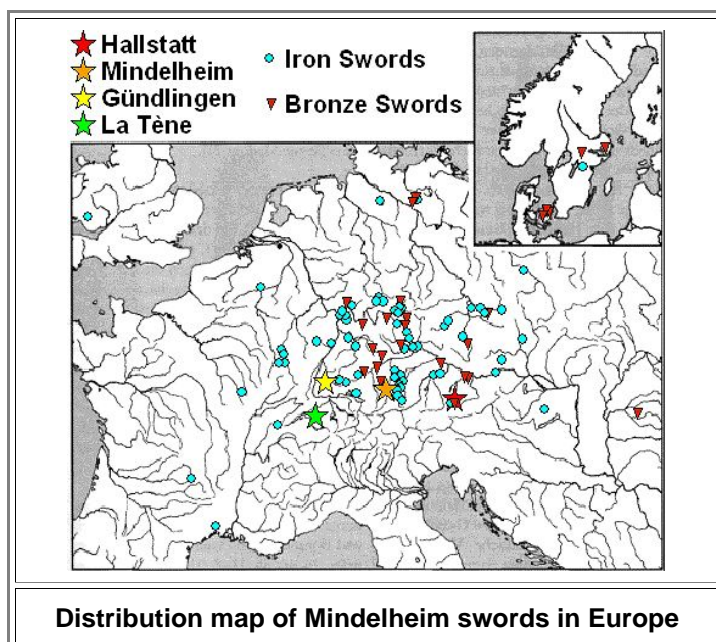 Hallstatt
Mindelheim
Gündlingen
La Tène
Iron Swords
Bronze Swords
Distribution map of Mindelheim swords in Europe